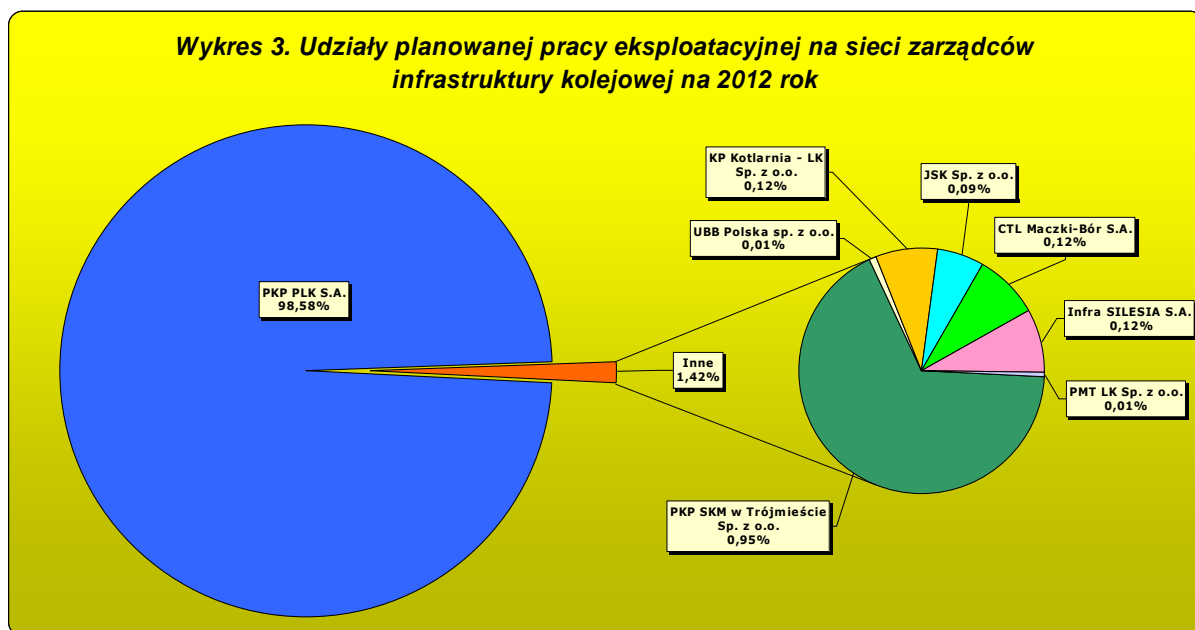 Wykres 3. Udziały planowanej pracy eksploatacyjnej na sieci zarządców
infrastruktury kolejowej na 2012 rok
KP Kotlarnia - LK
Sp. z o.o.
0,12%
JSK Sp. z o.o.
0,09%
UBB Polska sp. z o.o.
0,01%
CTL Maczki-Bór S.A.
0,12%
PKP PLK S.A.
98,58%
Infra SILESIA S.A.
0,12%
Inne
1,42%
PMT LK Sp. z o.o.
0,01%
PKP SKM w Trójmieście
Sp. z o.o.
0,95%